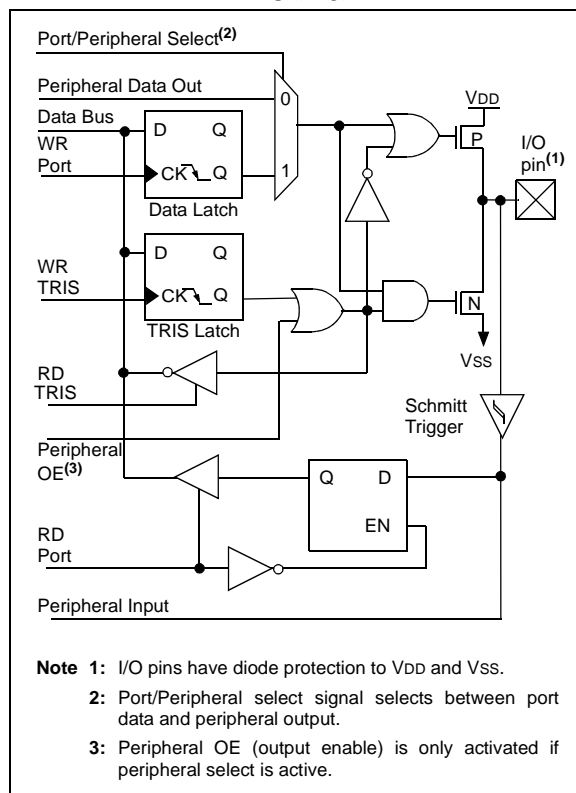 Port/Peripheral Select(2)
Peripheral Data Out
Data Bus
WR
Port
D Q
CK Q
Data Latch
0
1
VDD
P
I/O
pin(1)
WR
TRIS
D Q
CK Q
TRIS Latch
N
VSS
RD
TRIS
Schmitt
Trigger
Peripheral
OE(3)
Q D
EN
RD
Port
Peripheral Input
Note 1: I/O pins have diode protection to VDD and VSS.
2: Port/Peripheral select signal selects between port
data and peripheral output.
3: Peripheral OE (output enable) is only activated if
peripheral select is active.